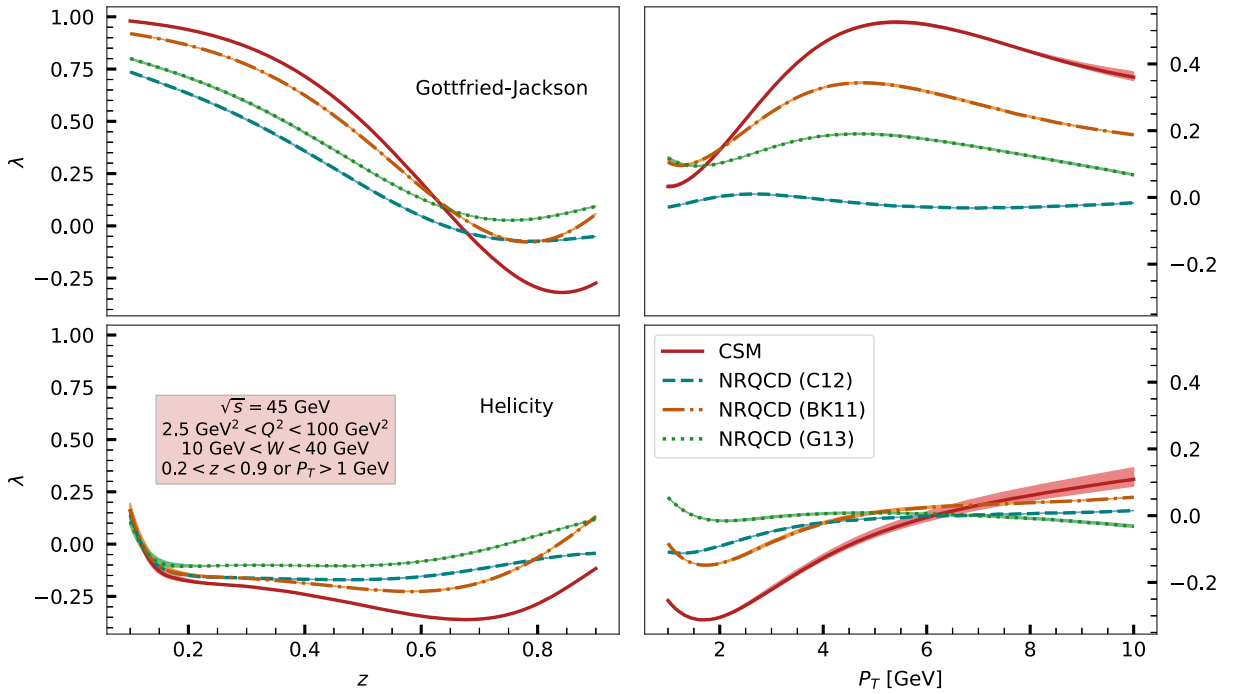 1.00
0.75
0.50
0.25
0.00
−0.25
λ
Gottfried-Jackson
0.4
0.2
0.0
−0.2
1.00
0.75
0.50
0.25
0.00
−0.25
λ
Helicity
√s = 45 GeV
2.5 GeV² < Q² < 100 GeV²
10 GeV < W < 40 GeV
0.2 < z < 0.9 or P_T > 1 GeV
0.2 0.4 0.6 0.8
z
CSM
NRQCD (C12)
NRQCD (BK11)
NRQCD (G13)
0.4
0.2
0.0
−0.2
2 4 6 8 10
P_T [GeV]